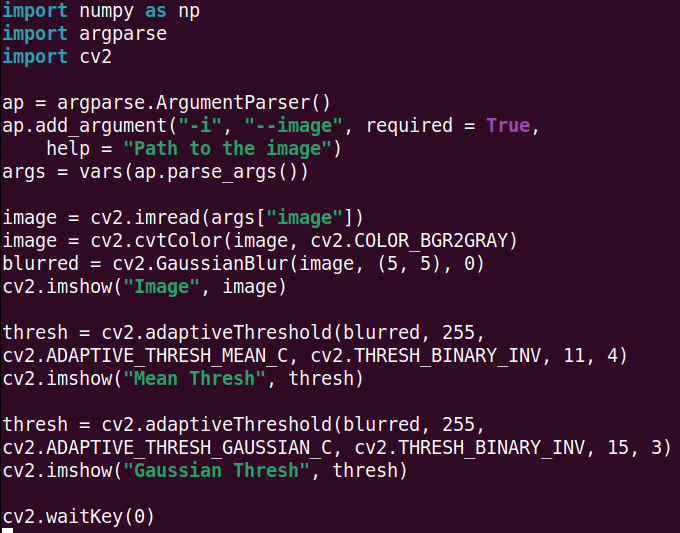 import numpy as np
import argparse
import cv2

ap = argparse.ArgumentParser()
ap.add_argument("-i", "--image", required = True,
    help = "Path to the image")
args = vars(ap.parse_args())

image = cv2.imread(args["image"])
image = cv2.cvtColor(image, cv2.COLOR_BGR2GRAY)
blurred = cv2.GaussianBlur(image, (5, 5), 0)
cv2.imshow("Image", image)

thresh = cv2.adaptiveThreshold(blurred, 255,
cv2.ADAPTIVE_THRESH_MEAN_C, cv2.THRESH_BINARY_INV, 11, 4)
cv2.imshow("Mean Thresh", thresh)

thresh = cv2.adaptiveThreshold(blurred, 255,
cv2.ADAPTIVE_THRESH_GAUSSIAN_C, cv2.THRESH_BINARY_INV, 15, 3)
cv2.imshow("Gaussian Thresh", thresh)

cv2.waitKey(0)